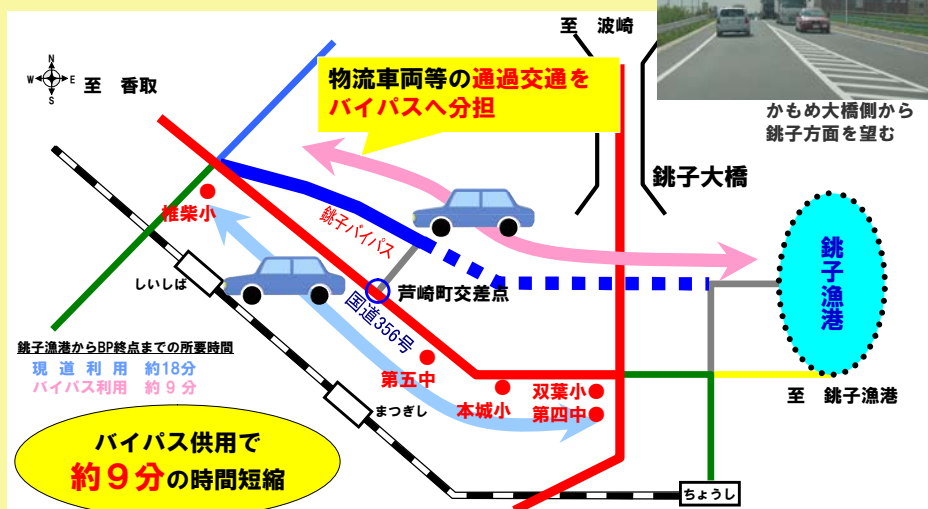 至　波崎
N
W E
S
至　香取
物流車両等の通過交通を
バイパスへ分担
かもめ大橋側から
銚子方面を望む
銚子大橋
椎柴小
銚子バイパス
銚子漁港
しいしば
芦崎町交差点
国道356号
銚子漁港からBP終点までの所要時間
現 道 利 用　約18分
バイパス利用　約 9 分
第五中
まつぎし
本城小
双葉小
第四中
至　銚子漁港
バイパス供用で
約９分の時間短縮
ちょうし